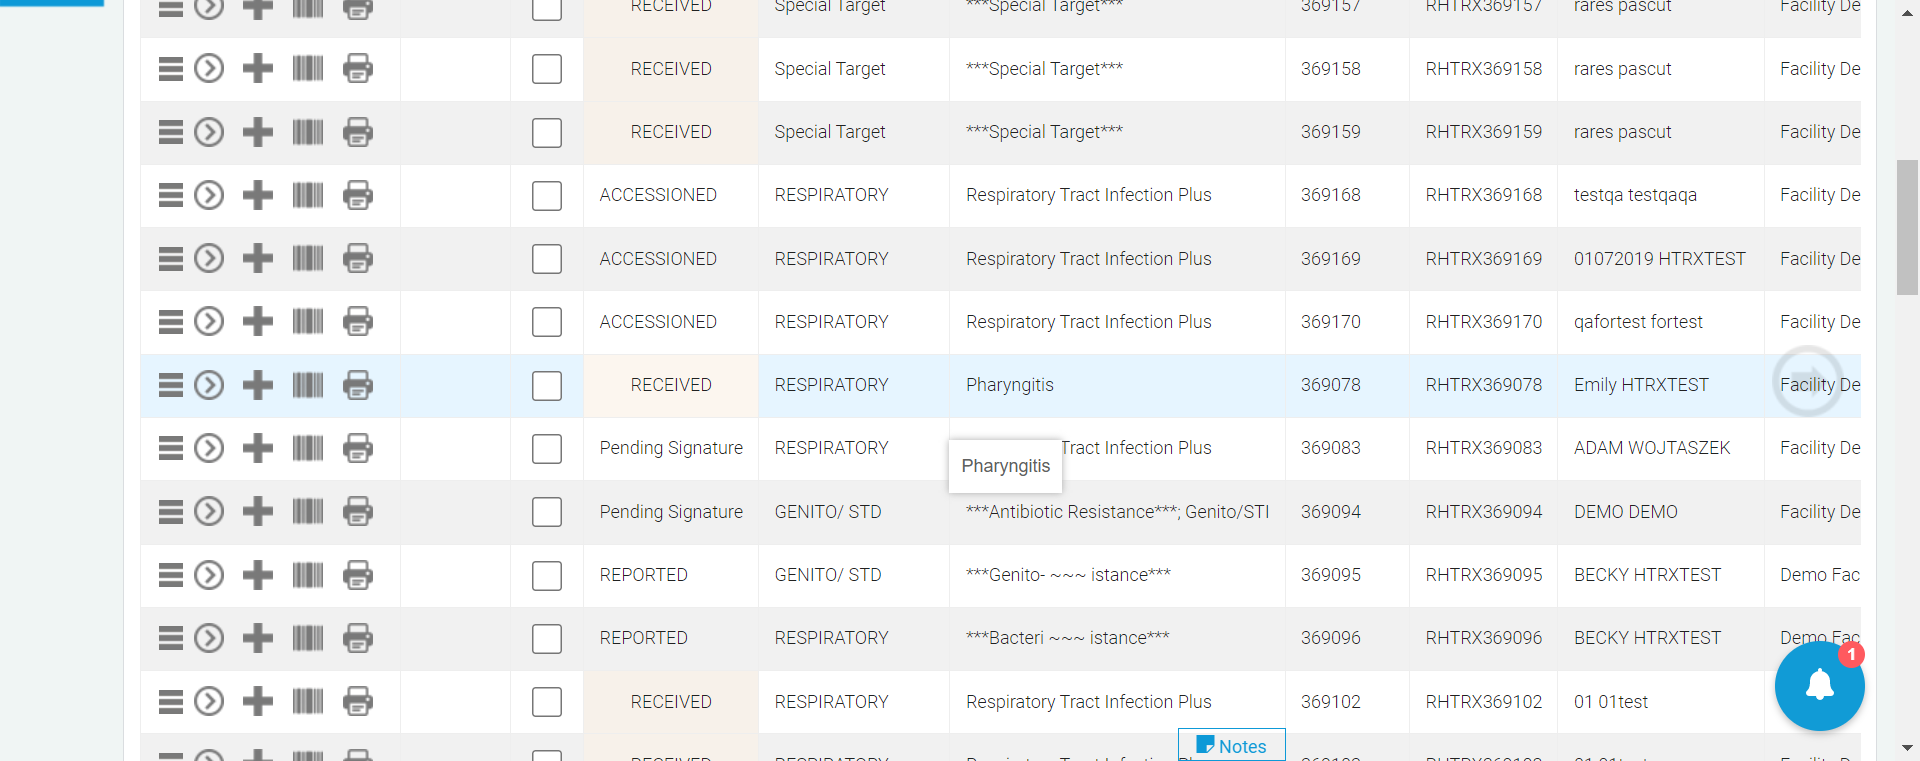 RECEIVED Special Target ***Special Target*** 369157 RHTRX369157 rares pascut Facility De
RECEIVED Special Target ***Special Target*** 369158 RHTRX369158 rares pascut Facility De
RECEIVED Special Target ***Special Target*** 369159 RHTRX369159 rares pascut Facility De
ACCESSIONED RESPIRATORY Respiratory Tract Infection Plus 369168 RHTRX369168 testqa testqaqa Facility De
ACCESSIONED RESPIRATORY Respiratory Tract Infection Plus 369169 RHTRX369169 01072019 HTRXTEST Facility De
ACCESSIONED RESPIRATORY Respiratory Tract Infection Plus 369170 RHTRX369170 qafortest fortest Facility De
RECEIVED RESPIRATORY Pharyngitis 369078 RHTRX369078 Emily HTRXTEST Facility De
Pending Signature RESPIRATORY Tract Infection Plus 369083 RHTRX369083 ADAM WOJTASZEK Facility De
Pharyngitis
Pending Signature GENITO/ STD ***Antibiotic Resistance***; Genito/STI 369094 RHTRX369094 DEMO DEMO Facility De
REPORTED GENITO/ STD ***Genito- ~~~ istance*** 369095 RHTRX369095 BECKY HTRXTEST Demo Fac
REPORTED RESPIRATORY ***Bacteri ~~~ istance*** 369096 RHTRX369096 BECKY HTRXTEST Demo Fac
1
RECEIVED RESPIRATORY Respiratory Tract Infection Plus 369102 RHTRX369102 01 01test
Notes